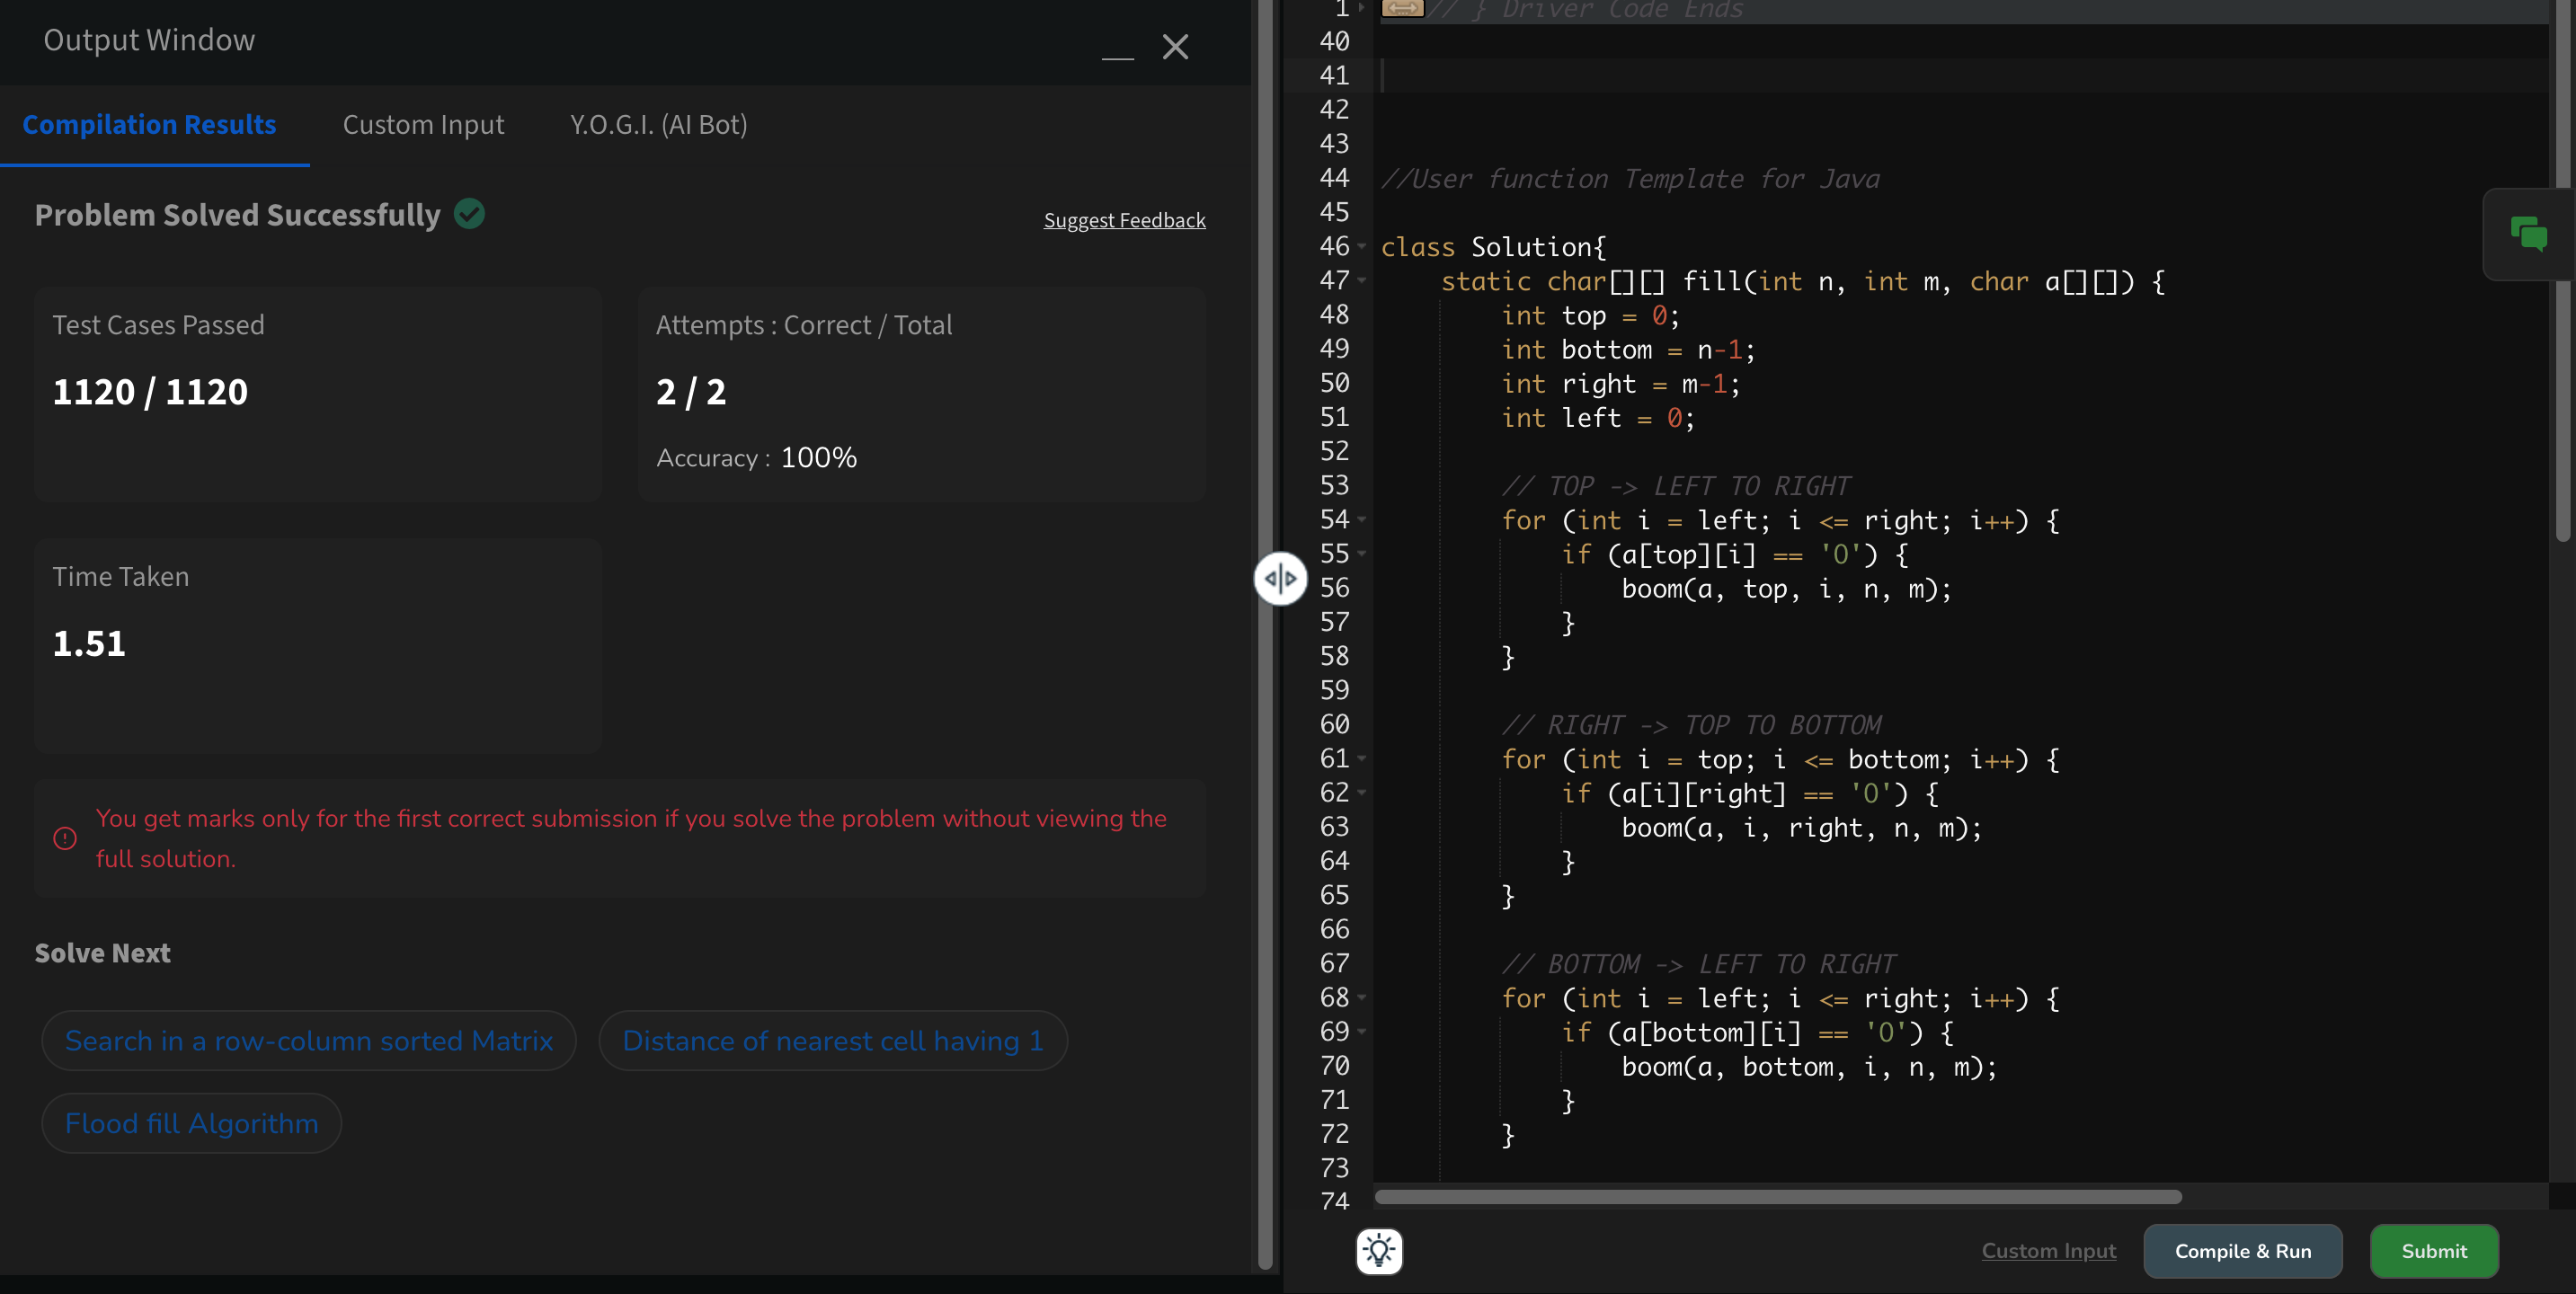 Output Window
Compilation Results
Custom Input
Y.O.G.I. (AI Bot)
Problem Solved Successfully
Suggest Feedback
Test Cases Passed
1120 / 1120
Attempts : Correct / Total
2 / 2
Accuracy : 100%
Time Taken
1.51
You get marks only for the first correct submission if you solve the problem without viewing the
full solution.
Solve Next
Search in a row-column sorted Matrix
Distance of nearest cell having 1
Flood fill Algorithm
1 // } Driver Code Ends
40
41
42
43
44 //User function Template for Java
45
46 class Solution{
47 static char[][] fill(int n, int m, char a[][]) {
48 int top = 0;
49 int bottom = n-1;
50 int right = m-1;
51 int left = 0;
52
53 // TOP -> LEFT TO RIGHT
54 for (int i = left; i <= right; i++) {
55 if (a[top][i] == 'O') {
56 boom(a, top, i, n, m);
57 }
58 }
59
60 // RIGHT -> TOP TO BOTTOM
61 for (int i = top; i <= bottom; i++) {
62 if (a[i][right] == 'O') {
63 boom(a, i, right, n, m);
64 }
65 }
66
67 // BOTTOM -> LEFT TO RIGHT
68 for (int i = left; i <= right; i++) {
69 if (a[bottom][i] == 'O') {
70 boom(a, bottom, i, n, m);
71 }
72 }
73
74
Custom Input
Compile & Run
Submit